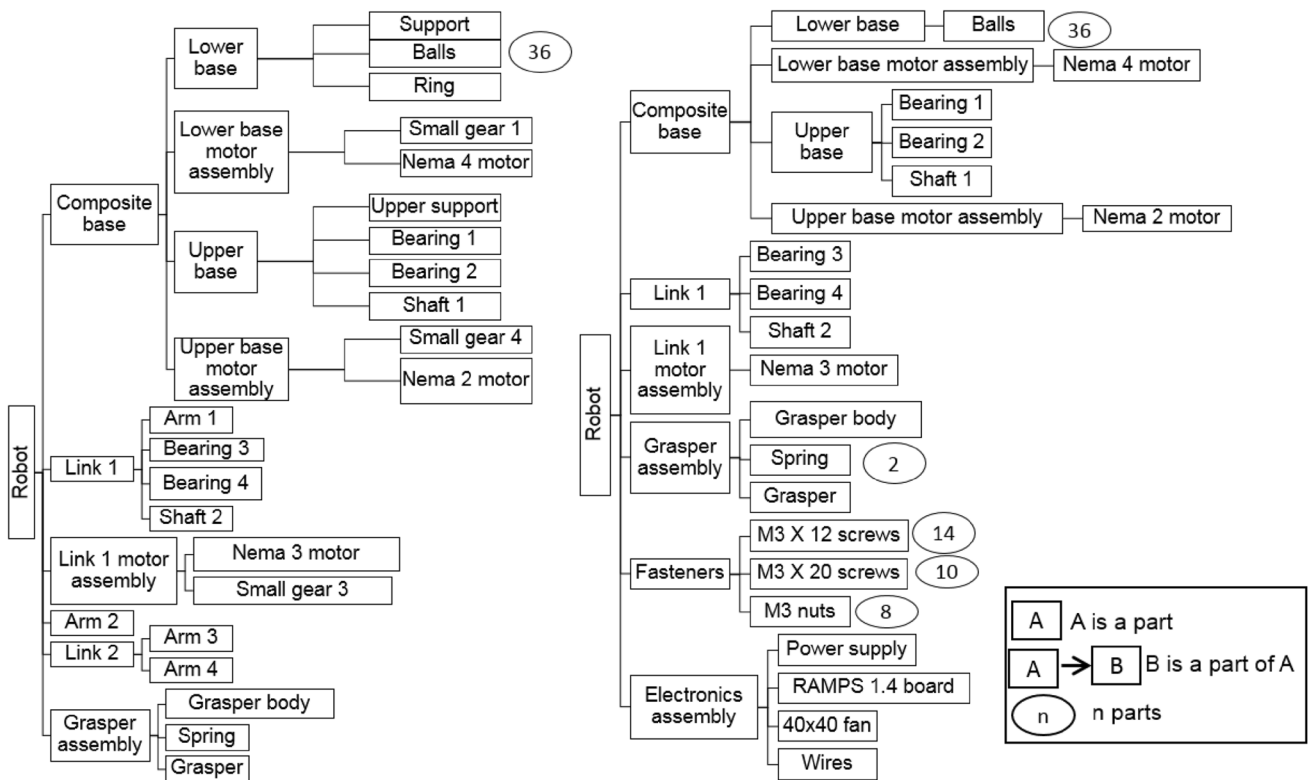 Robot
Composite
base
Lower
base
Support
Balls
36
Ring
Lower base
motor
assembly
Small gear 1
Nema 4 motor
Upper
base
Upper support
Bearing 1
Bearing 2
Shaft 1
Upper base
motor
assembly
Small gear 4
Nema 2 motor
Link 1
Arm 1
Bearing 3
Bearing 4
Shaft 2
Link 1 motor
assembly
Nema 3 motor
Small gear 3
Arm 2
Link 2
Arm 3
Arm 4
Grasper
assembly
Grasper body
Spring
Grasper
Robot
Composite
base
Lower base
Balls
36
Lower base motor assembly
Nema 4 motor
Upper
base
Bearing 1
Bearing 2
Shaft 1
Upper base motor assembly
Nema 2 motor
Link 1
Bearing 3
Bearing 4
Shaft 2
Link 1
motor
assembly
Nema 3 motor
Grasper
assembly
Grasper body
Spring
2
Grasper
Fasteners
M3 X 12 screws
14
M3 X 20 screws
10
M3 nuts
8
Electronics
assembly
Power supply
RAMPS 1.4 board
40x40 fan
Wires
A A is a part
A B B is a part of A
n n parts